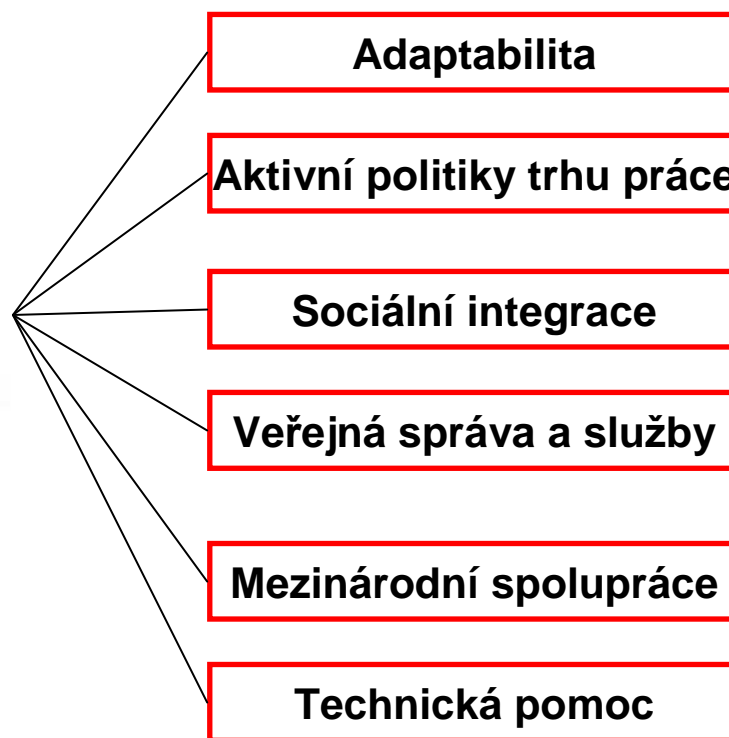 Adaptabilita
Aktivní politiky trhu práce
Sociální integrace
Veřejná správa a služby
Mezinárodní spolupráce
Technická pomoc